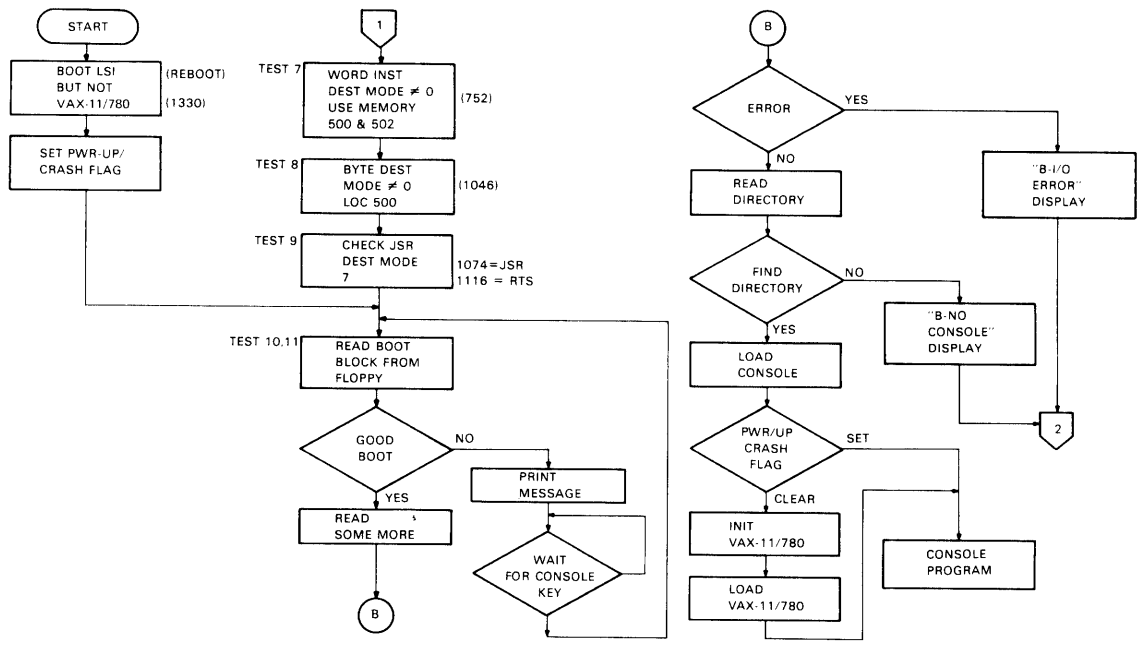 START
BOOT LSI
BUT NOT
VAX-11/780
(REBOOT)
(1330)
SET PWR-UP/
CRASH FLAG
1
TEST 7
WORD INST
DEST MODE ≠ 0
USE MEMORY
500 & 502
(752)
TEST 8
BYTE DEST
MODE ≠ 0
LOC 500
(1046)
TEST 9
CHECK JSR
DEST MODE
7
1074=JSR
1116 = RTS
TEST 10,11
READ BOOT
BLOCK FROM
FLOPPY
GOOD
BOOT
NO
YES
PRINT
MESSAGE
READ
SOME MORE
WAIT
FOR CONSOLE
KEY
B
B
ERROR
YES
NO
READ
DIRECTORY
"B-I/O
ERROR"
DISPLAY
FIND
DIRECTORY
NO
YES
"B-NO
CONSOLE"
DISPLAY
LOAD
CONSOLE
2
PWR/UP
CRASH
FLAG
SET
CLEAR
INIT
VAX-11/780
CONSOLE
PROGRAM
LOAD
VAX-11/780